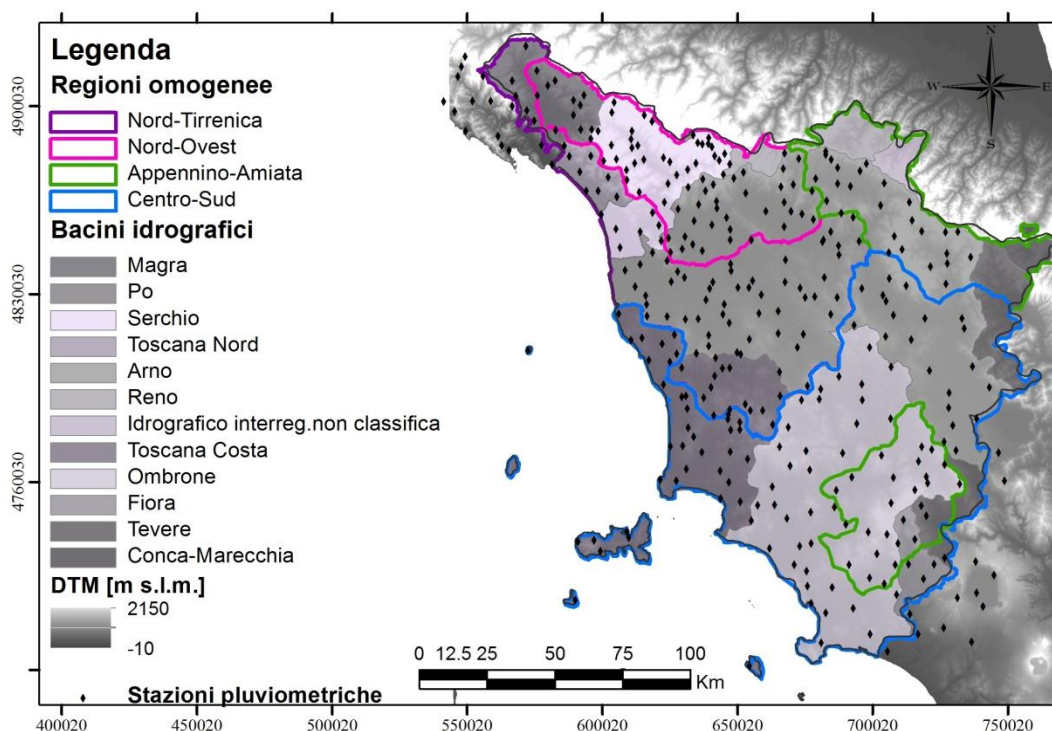 Legenda
Regioni omogenee
Nord-Tirrenica
Nord-Ovest
Appennino-Amiata
Centro-Sud
Bacini idrografici
Magra
Po
Serchio
Toscana Nord
Arno
Reno
Idrografico interreg.non classifica
Toscana Costa
Ombrone
Fiora
Tevere
Conca-Marecchia
DTM [m s.l.m.]
2150
-10
Stazioni pluviometriche
N
W E
S
4900030
4830030
4760030
0 12.5 25 50 75 100
Km
400020 450020 500020 550020 600020 650020 700020 750020